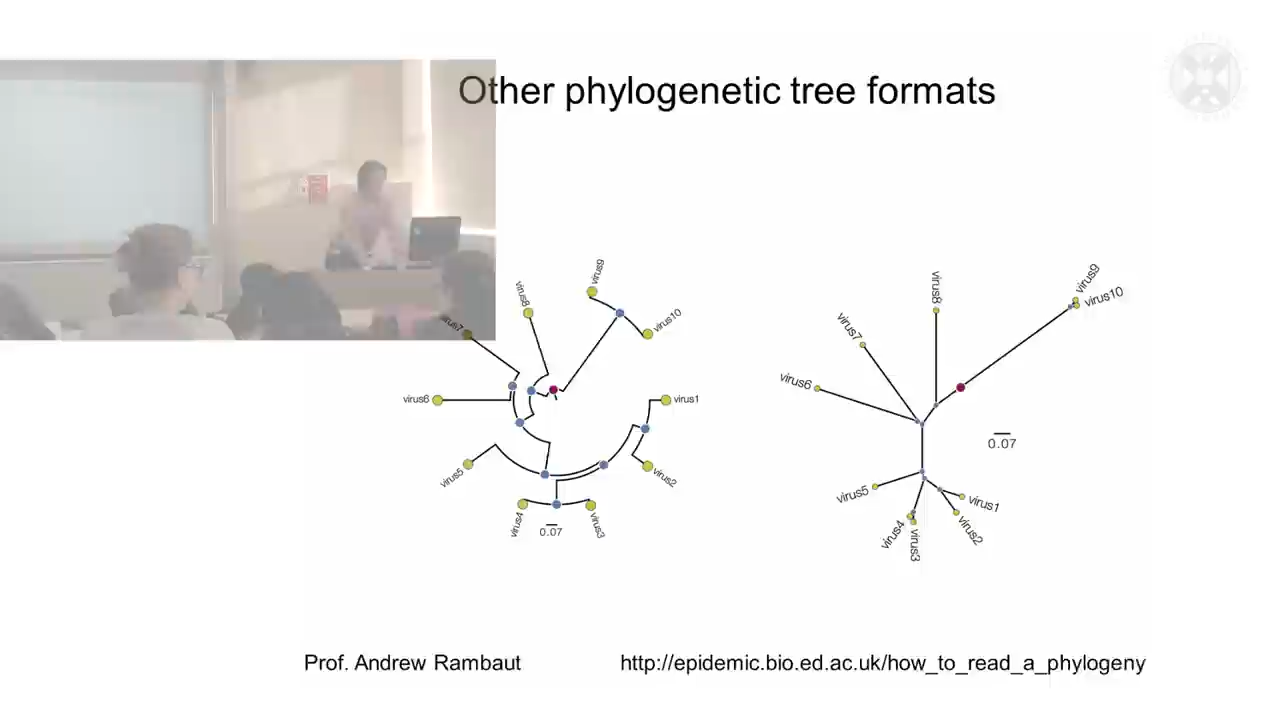 Other phylogenetic tree formats
virus9
virus8
virus10
virus7
virus6
virus1
virus5
virus2
virus4
virus3
0.07
virus9
virus8
virus10
virus7
virus6
0.07
virus5
virus1
virus4
virus2
virus3
Prof. Andrew Rambaut
http://epidemic.bio.ed.ac.uk/how_to_read_a_phylogeny